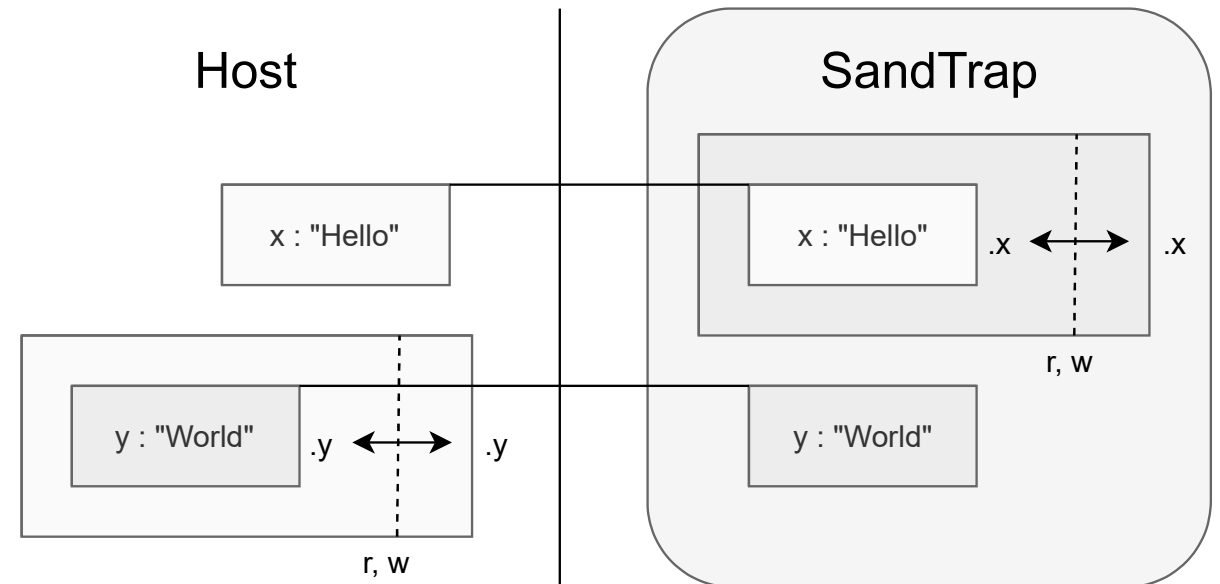 Host
SandTrap
x : "Hello"
x : "Hello"
.x
.x
r, w
y : "World"
.y
.y
y : "World"
r, w